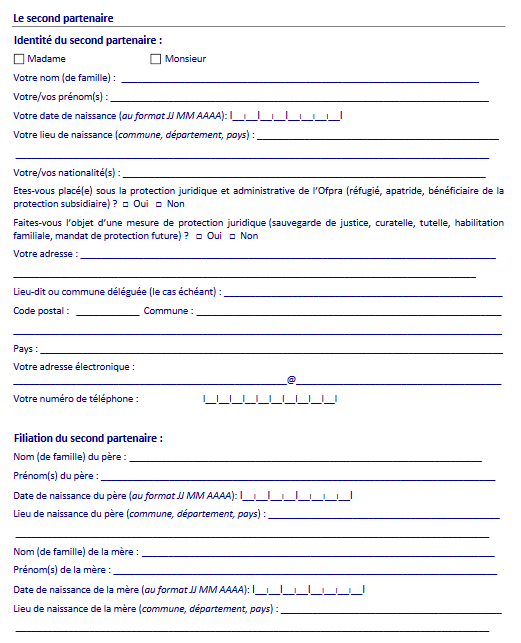 Le second partenaire
Identité du second partenaire :
Madame Monsieur
Votre nom (de famille) :
Votre/vos prénom(s) :
Votre date de naissance (au format JJ MM AAAA):
Votre lieu de naissance (commune, département, pays) :
Votre/vos nationalité(s) :
Etes-vous placé(e) sous la protection juridique et administrative de l'Ofpra (réfugié, apatride, bénéficiaire de la
protection subsidiaire) ? Oui Non
Faites-vous l'objet d'une mesure de protection juridique (sauvegarde de justice, curatelle, tutelle, habilitation
familiale, mandat de protection future) ? Oui Non
Votre adresse :
Lieu-dit ou commune déléguée (le cas échéant) :
Code postal : Commune :
Pays :
Votre adresse électronique :
@
Votre numéro de téléphone :
Filiation du second partenaire :
Nom (de famille) du père :
Prénom(s) du père :
Date de naissance du père (au format JJ MM AAAA):
Lieu de naissance du père (commune, département, pays) :
Nom (de famille) de la mère :
Prénom(s) de la mère :
Date de naissance de la mère (au format JJ MM AAAA):
Lieu de naissance de la mère (commune, département, pays) :